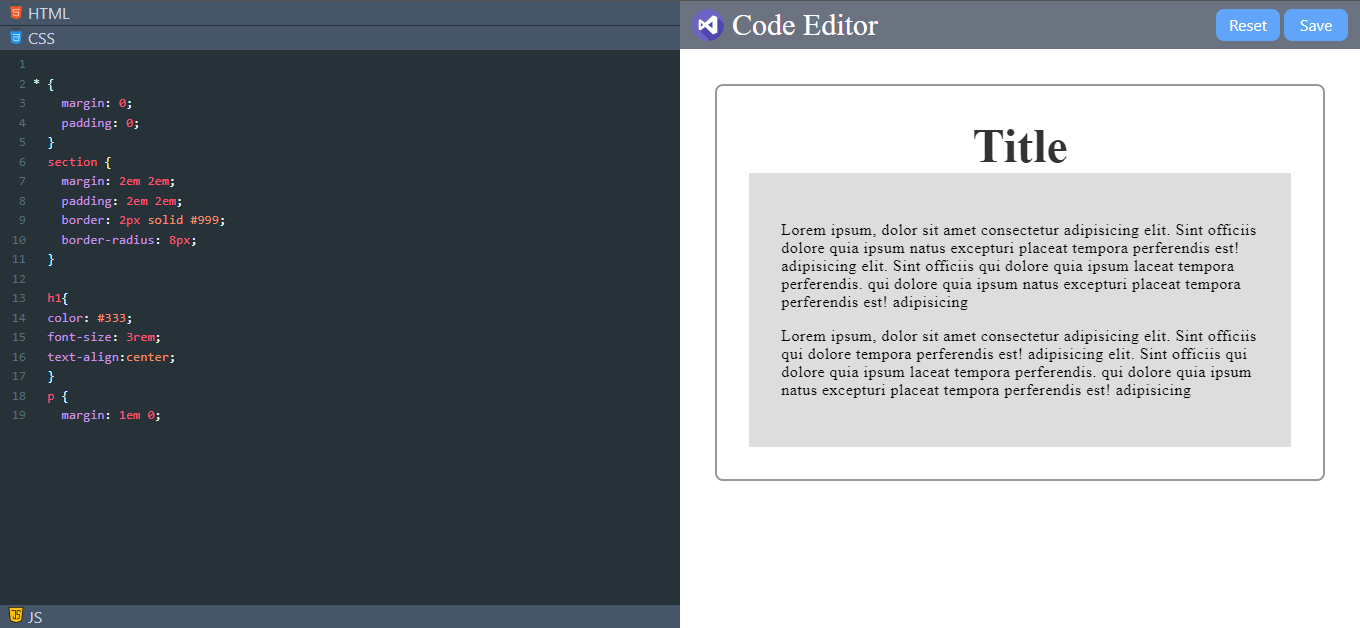 HTML
CSS
1
2 * {
3 margin: 0;
4 padding: 0;
5 }
6 section {
7 margin: 2em 2em;
8 padding: 2em 2em;
9 border: 2px solid #999;
10 border-radius: 8px;
11 }
12
13 h1{
14 color: #333;
15 font-size: 3rem;
16 text-align:center;
17 }
18 p {
19 margin: 1em 0;
JS
Code Editor
Reset
Save
Title
Lorem ipsum, dolor sit amet consectetur adipisicing elit. Sint officiis
dolore quia ipsum natus excepturi placeat tempora perferendis est!
adipisicing elit. Sint officiis qui dolore quia ipsum laceat tempora
perferendis. qui dolore quia ipsum natus excepturi placeat tempora
perferendis est! adipisicing
Lorem ipsum, dolor sit amet consectetur adipisicing elit. Sint officiis
qui dolore tempora perferendis est! adipisicing elit. Sint officiis qui
dolore quia ipsum laceat tempora perferendis. qui dolore quia ipsum
natus excepturi placeat tempora perferendis est! adipisicing